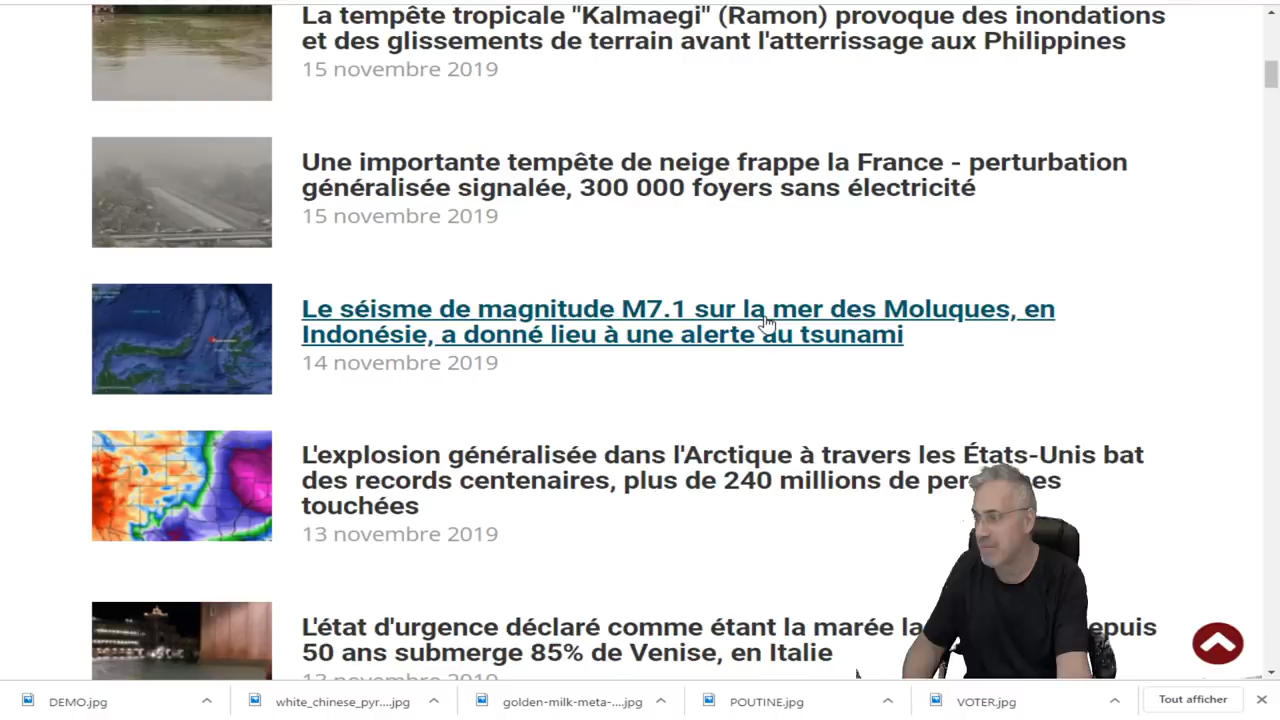 La tempête tropicale "Kalmaegi" (Ramon) provoque des inondations
et des glissements de terrain avant l'atterrissage aux Philippines
15 novembre 2019
Une importante tempête de neige frappe la France - perturbation
généralisée signalée, 300 000 foyers sans électricité
15 novembre 2019
Le séisme de magnitude M7.1 sur la mer des Moluques, en
Indonésie, a donné lieu à une alerte au tsunami
14 novembre 2019
L'explosion généralisée dans l'Arctique à travers les États-Unis bat
des records centenaires, plus de 240 millions de
touchées
13 novembre 2019
L'état d'urgence déclaré comme étant la marée
50 ans submerge 85% de Venise, en Italie
13 novembre 2019
DEMO.jpg
white_chinese_pyr....jpg
golden-milk-meta-....jpg
POUTINE.jpg
VOTER.jpg
Tout afficher